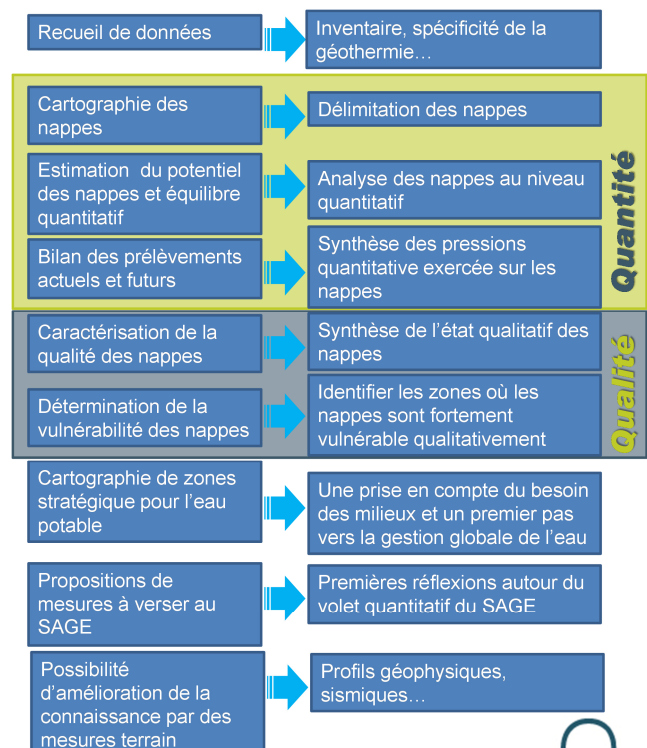 Recueil de données
Inventaire, spécificité de la
géothermie…
Cartographie des
nappes
Délimitation des nappes
Estimation du potentiel
des nappes et équilibre
quantitatif
Analyse des nappes au niveau
quantitatif
Bilan des prélèvements
actuels et futurs
Synthèse des pressions
quantitative exercée sur les
nappes
Quantité
Caractérisation de la
qualité des nappes
Synthèse de l’état qualitatif des
nappes
Détermination de la
vulnérabilité des nappes
Identifier les zones où les
nappes sont fortement
vulnérable qualitativement
Qualité
Cartographie de zones
stratégique pour l’eau
potable
Une prise en compte du besoin
des milieux et un premier pas
vers la gestion globale de l’eau
Propositions de
mesures à verser au
SAGE
Premières réflexions autour du
volet quantitatif du SAGE
Possibilité
d’amélioration de la
connaissance par des
mesures terrain
Profils géophysiques,
sismiques…